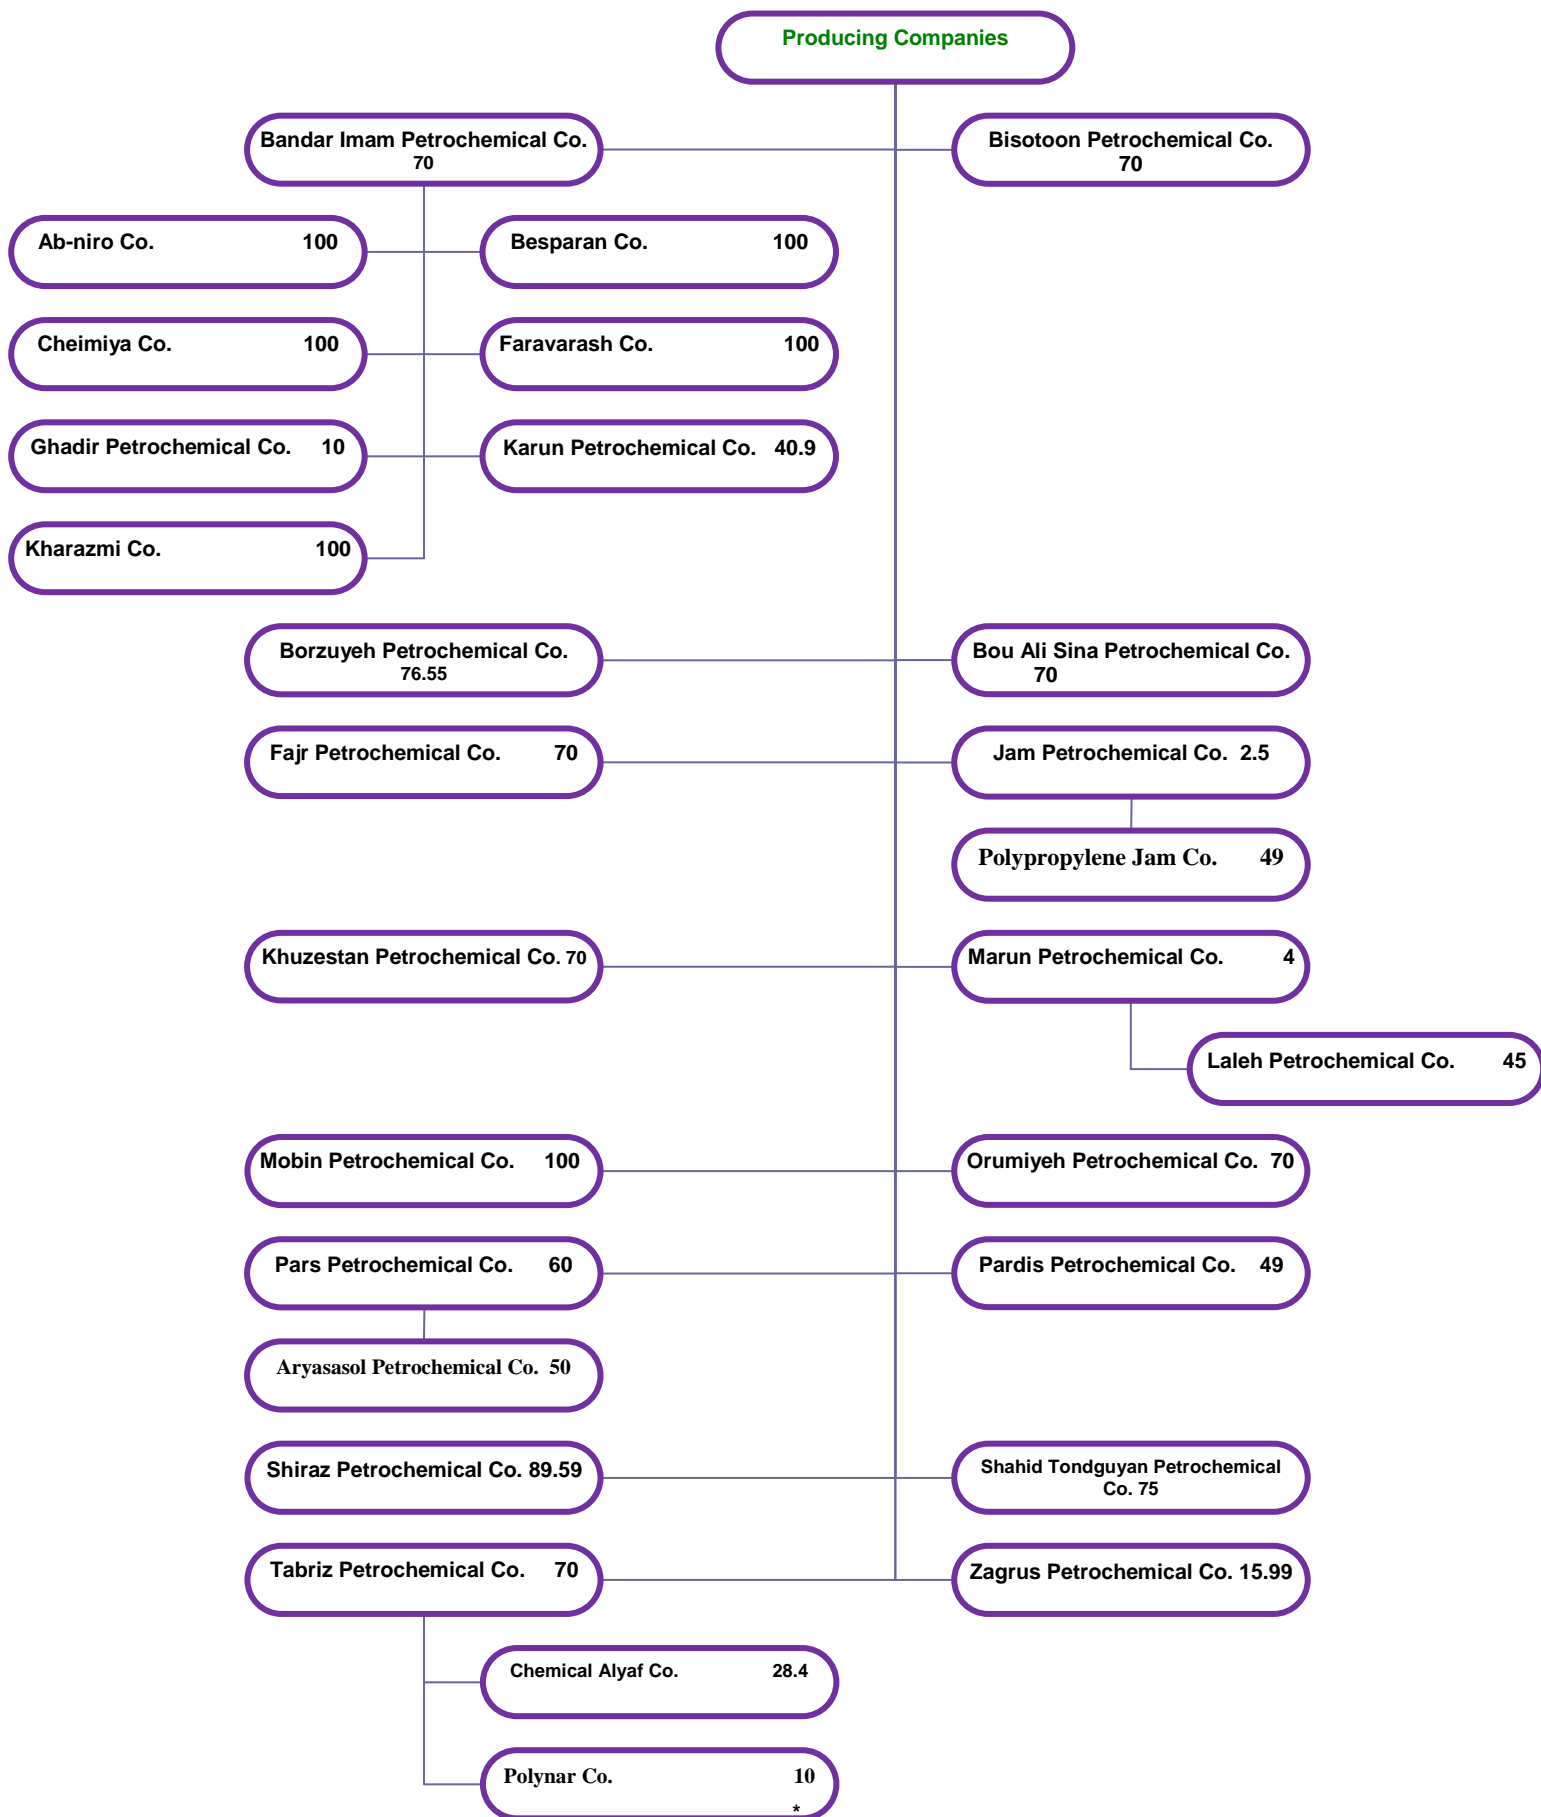 Producing Companies
Bandar Imam Petrochemical Co.
70
Bisotoon Petrochemical Co.
70
Ab-niro Co. 100
Besparan Co. 100
Cheimiya Co. 100
Faravarash Co. 100
Ghadir Petrochemical Co. 10
Karun Petrochemical Co. 40.9
Kharazmi Co. 100
Borzuyeh Petrochemical Co.
76.55
Bou Ali Sina Petrochemical Co.
70
Fajr Petrochemical Co. 70
Jam Petrochemical Co. 2.5
Polypropylene Jam Co. 49
Khuzestan Petrochemical Co. 70
Marun Petrochemical Co. 4
Laleh Petrochemical Co. 45
Mobin Petrochemical Co. 100
Orumiyeh Petrochemical Co. 70
Pars Petrochemical Co. 60
Pardis Petrochemical Co. 49
Aryasasol Petrochemical Co. 50
Shiraz Petrochemical Co. 89.59
Shahid Tondguyan Petrochemical
Co. 75
Tabriz Petrochemical Co. 70
Zagrus Petrochemical Co. 15.99
Chemical Alyaf Co. 28.4
Polynar Co. 10
*